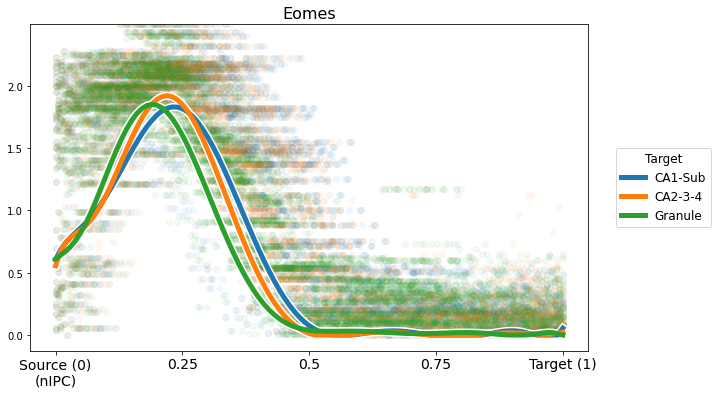 Eomes
2.0
1.5
1.0
0.5
0.0
Source (0)
(nIPC)
0.25
0.5
0.75
Target (1)
Target
CA1-Sub
CA2-3-4
Granule